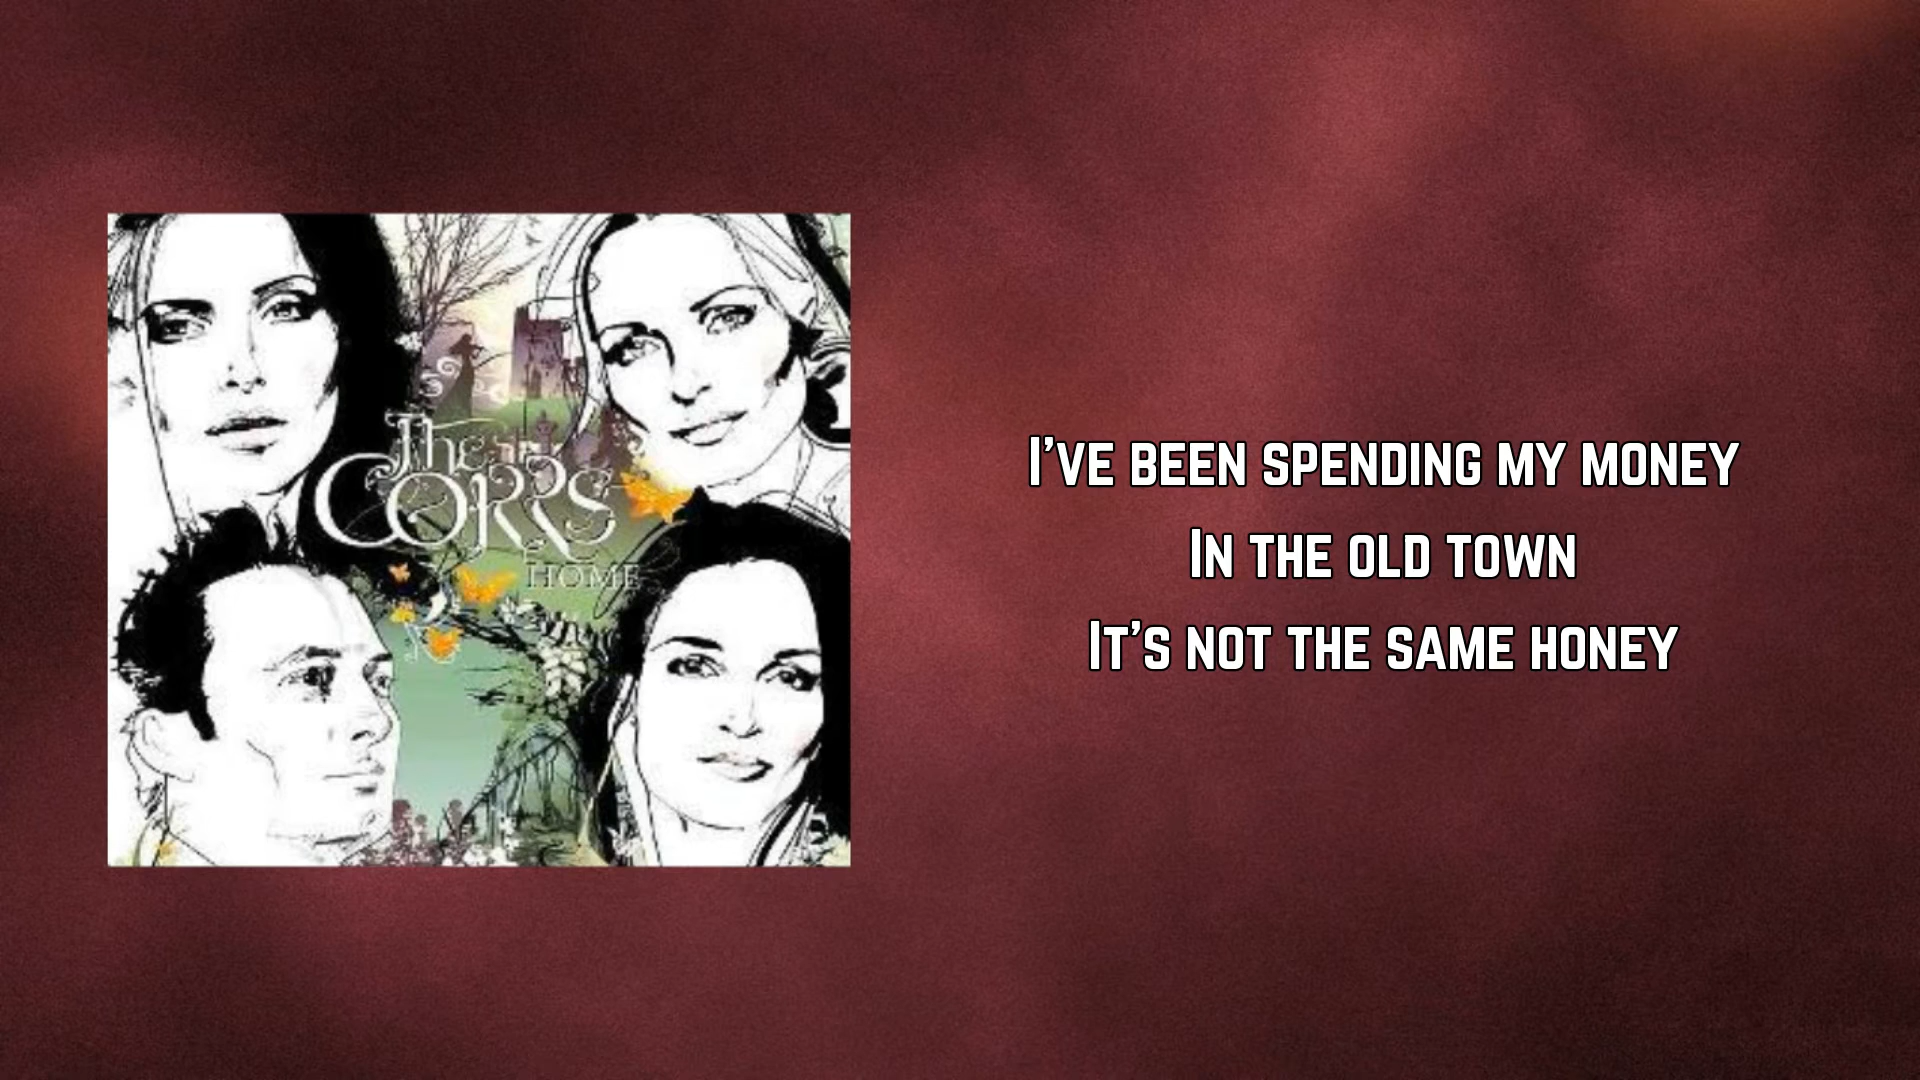 The
CORRS
HOME
I'VE BEEN SPENDING MY MONEY
IN THE OLD TOWN
IT'S NOT THE SAME HONEY